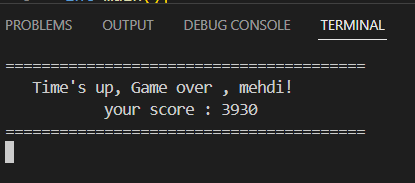 PROBLEMS OUTPUT DEBUG CONSOLE TERMINAL
========================================
Time's up, Game over , mehdi!
your score : 3930
========================================